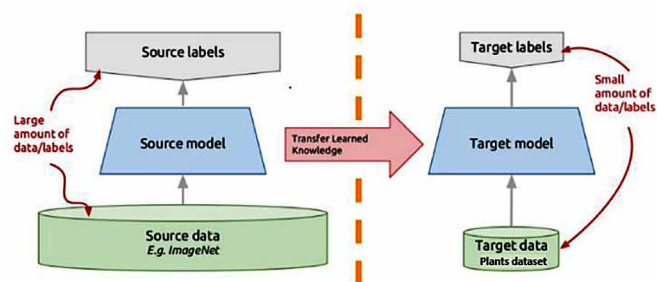 Source labels
Large
amount of
data/labels
Source model
Source data
E.g. ImageNet
Transfer Learned
Knowledge
Target labels
Small
amount of
data/labels
Target model
Target data
Plants dataset